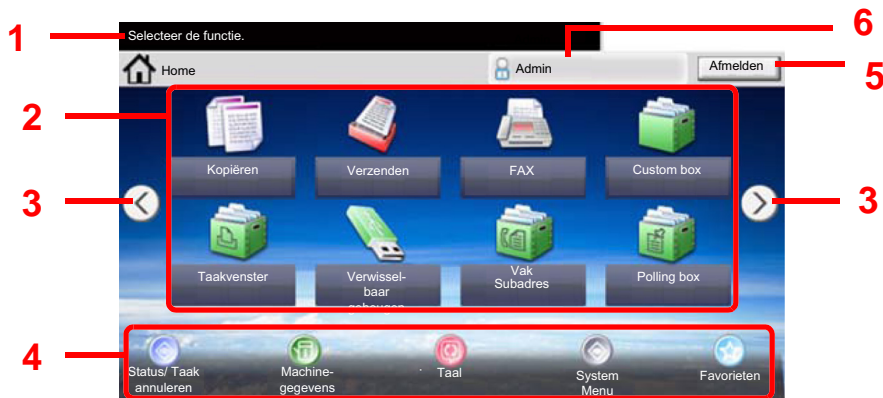 1
Selecteer de functie.
6
Home
Admin
Afmelden
5
2
Kopiëren
Verzenden
FAX
Custom box
3
3
Taakvenster
Verwissel-
baar
geheugen
Vak
Subadres
Polling box
4
Status/ Taak
annuleren
Machine-
gegevens
Taal
System
Menu
Favorieten